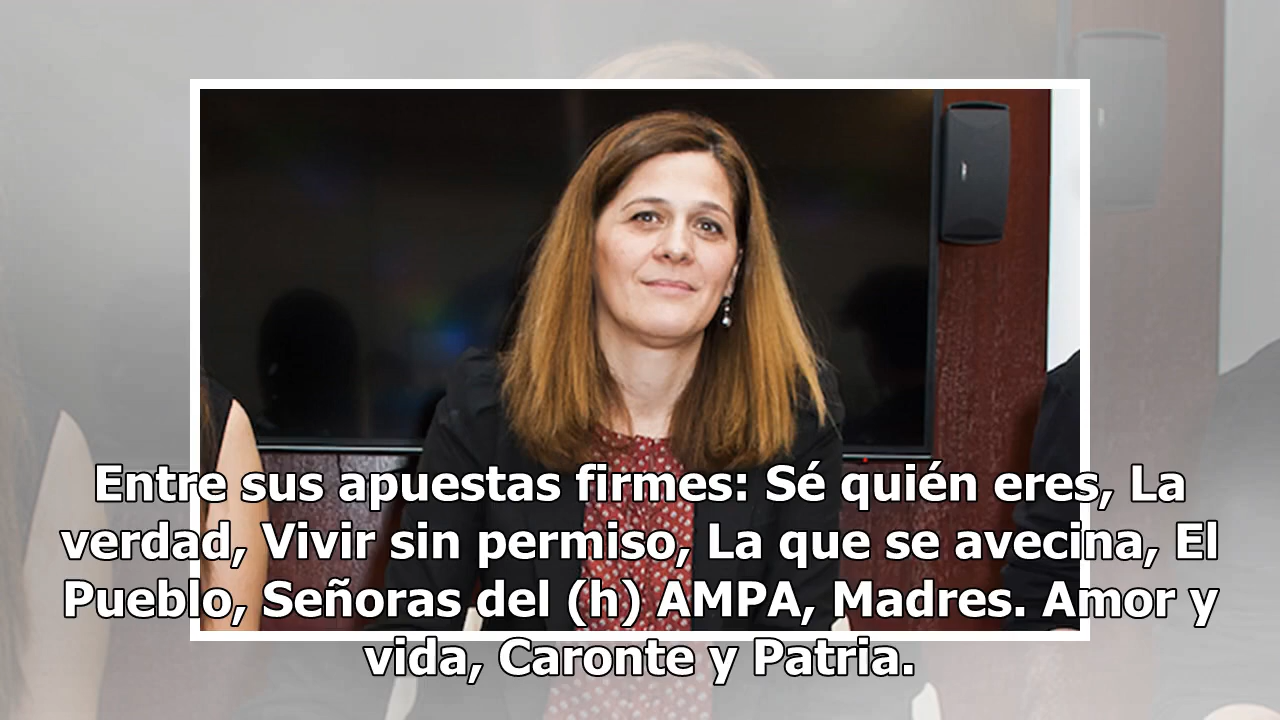 Entre sus apuestas firmes: Sé quién eres, La
verdad, Vivir sin permiso, La que se avecina, El
Pueblo, Señoras del (h) AMPA, Madres. Amor y
vida, Caronte y Patria.